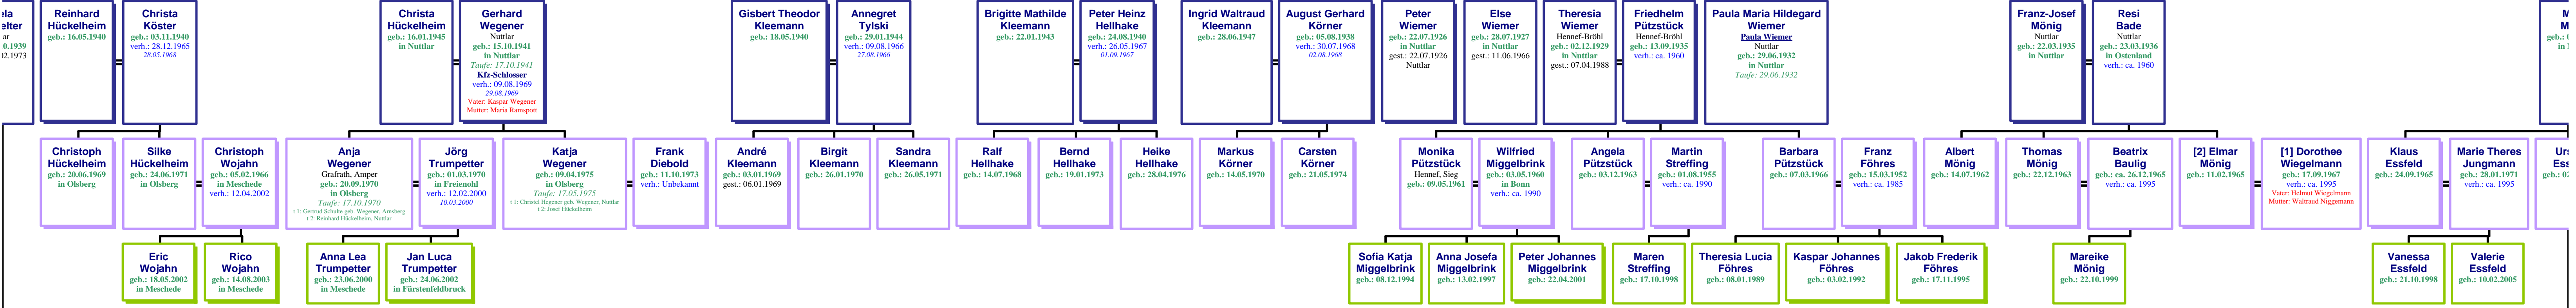 Reinhard
Hückelheim
geb.: 16.05.1940
Christa
Köster
geb.: 03.11.1940
verh.: 28.12.1965
28.05.1968
Christa
Hückelheim
geb.: 16.01.1945
in Nuttlar
Gerhard
Wegener
Nuttlar
geb.: 15.10.1941
in Nuttlar
Taufe: 17.10.1941
Kfz-Schlosser
verh.: 09.08.1969
29.08.1969
Vater: Kaspar Wegener
Mutter: Maria Ramspott
Gisbert Theodor
Kleemann
geb.: 18.05.1940
Annegret
Tylski
geb.: 29.01.1944
verh.: 09.08.1966
27.08.1966
Brigitte Mathilde
Kleemann
geb.: 22.01.1943
Peter Heinz
Hellhake
geb.: 24.08.1940
verh.: 26.05.1967
01.09.1967
Ingrid Waltraud
Kleemann
geb.: 28.06.1947
August Gerhard
Körner
geb.: 05.08.1938
verh.: 30.07.1968
02.08.1968
Peter
Wiemer
geb.: 22.07.1926
in Nuttlar
gest.: 22.07.1926
Nuttlar
Else
Wiemer
geb.: 28.07.1927
in Nuttlar
gest.: 11.06.1966
Theresia
Wiemer
Hennef-Bröhl
geb.: 02.12.1929
in Nuttlar
gest.: 07.04.1988
Friedhelm
Pützstück
Hennef-Bröhl
geb.: 13.09.1935
verh.: ca. 1960
Paula Maria Hildegard
Wiemer
Paula Wiemer
Nuttlar
geb.: 29.06.1932
in Nuttlar
Taufe: 29.06.1932
Franz-Josef
Mönig
Nuttlar
geb.: 22.03.1935
in Nuttlar
Resi
Bade
Nuttlar
geb.: 23.03.1936
in Ostenland
verh.: ca. 1960
Christoph
Hückelheim
geb.: 20.06.1969
in Olsberg
Silke
Hückelheim
geb.: 24.06.1971
in Olsberg
Christoph
Wojahn
geb.: 05.02.1966
in Meschede
verh.: 12.04.2002
Anja
Wegener
Grafrath, Amper
geb.: 20.09.1970
in Olsberg
Taufe: 17.10.1970
t 1: Gertrud Schulte geb. Wegener, Arnsberg
t 2: Reinhard Hückelheim, Nuttlar
Jörg
Trumpetter
geb.: 01.03.1970
in Freienohl
verh.: 12.02.2000
10.03.2000
Katja
Wegener
geb.: 09.04.1975
in Olsberg
Taufe: 17.05.1975
t 1: Christel Hegener geb. Wegener, Nuttlar
t 2: Josef Hückelheim
Frank
Diebold
geb.: 11.10.1973
verh.: Unbekannt
André
Kleemann
geb.: 03.01.1969
gest.: 06.01.1969
Birgit
Kleemann
geb.: 26.01.1970
Sandra
Kleemann
geb.: 26.05.1971
Ralf
Hellhake
geb.: 14.07.1968
Bernd
Hellhake
geb.: 19.01.1973
Heike
Hellhake
geb.: 28.04.1976
Markus
Körner
geb.: 14.05.1970
Carsten
Körner
geb.: 21.05.1974
Monika
Pützstück
Hennef, Sieg
geb.: 09.05.1961
Wilfried
Miggelbrink
geb.: 03.05.1960
in Bonn
verh.: ca. 1990
Angela
Pützstück
geb.: 03.12.1963
Martin
Streffing
geb.: 01.08.1955
verh.: ca. 1990
Barbara
Pützstück
geb.: 07.03.1966
Franz
Föhres
geb.: 15.03.1952
verh.: ca. 1985
Albert
Mönig
geb.: 14.07.1962
Thomas
Mönig
geb.: 22.12.1963
Beatrix
Baulig
geb.: ca. 26.12.1965
verh.: ca. 1995
[2] Elmar
Mönig
geb.: 11.02.1965
[1] Dorothee
Wiegelmann
geb.: 17.09.1967
verh.: ca. 1995
Vater: Helmut Wiegelmann
Mutter: Waltraud Niggemann
Klaus
Essfeld
geb.: 24.09.1965
Marie Theres
Jungmann
geb.: 28.01.1971
verh.: ca. 1995
Eric
Wojahn
geb.: 18.05.2002
in Meschede
Rico
Wojahn
geb.: 14.08.2003
in Meschede
Anna Lea
Trumpetter
geb.: 23.06.2000
in Meschede
Jan Luca
Trumpetter
geb.: 24.06.2002
in Fürstenfeldbruck
Sofia Katja
Miggelbrink
geb.: 08.12.1994
Anna Josefa
Miggelbrink
geb.: 13.02.1997
Peter Johannes
Miggelbrink
geb.: 22.04.2001
Maren
Streffing
geb.: 17.10.1998
Theresia Lucia
Föhres
geb.: 08.01.1989
Kaspar Johannes
Föhres
geb.: 03.02.1992
Jakob Frederik
Föhres
geb.: 17.11.1995
Mareike
Mönig
geb.: 22.10.1999
Vanessa
Essfeld
geb.: 21.10.1998
Valerie
Essfeld
geb.: 10.02.2005